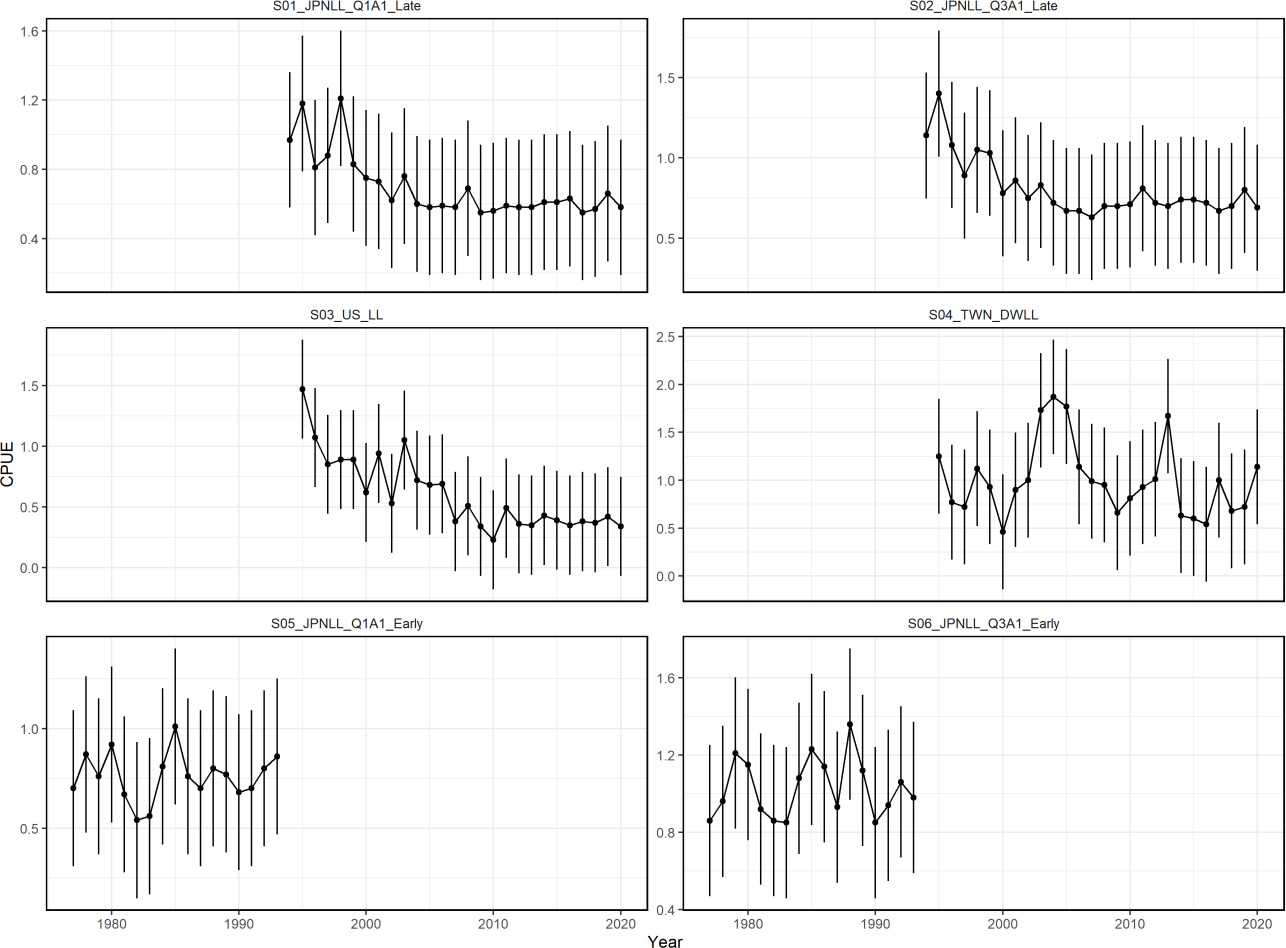 S01_JPNLL_Q1A1_Late
S02_JPNLL_Q3A1_Late
1.6
1.2
0.8
0.4
1.5
1.0
0.5
S03_US_LL
S04_TWN_DWLL
1.5
1.0
0.5
0.0
2.5
2.0
1.5
1.0
0.5
0.0
CPUE
S05_JPNLL_Q1A1_Early
S06_JPNLL_Q3A1_Early
1.0
0.5
1.6
1.2
0.8
0.4
1980 1990 2000 2010 2020
1980 1990 2000 2010 2020
Year